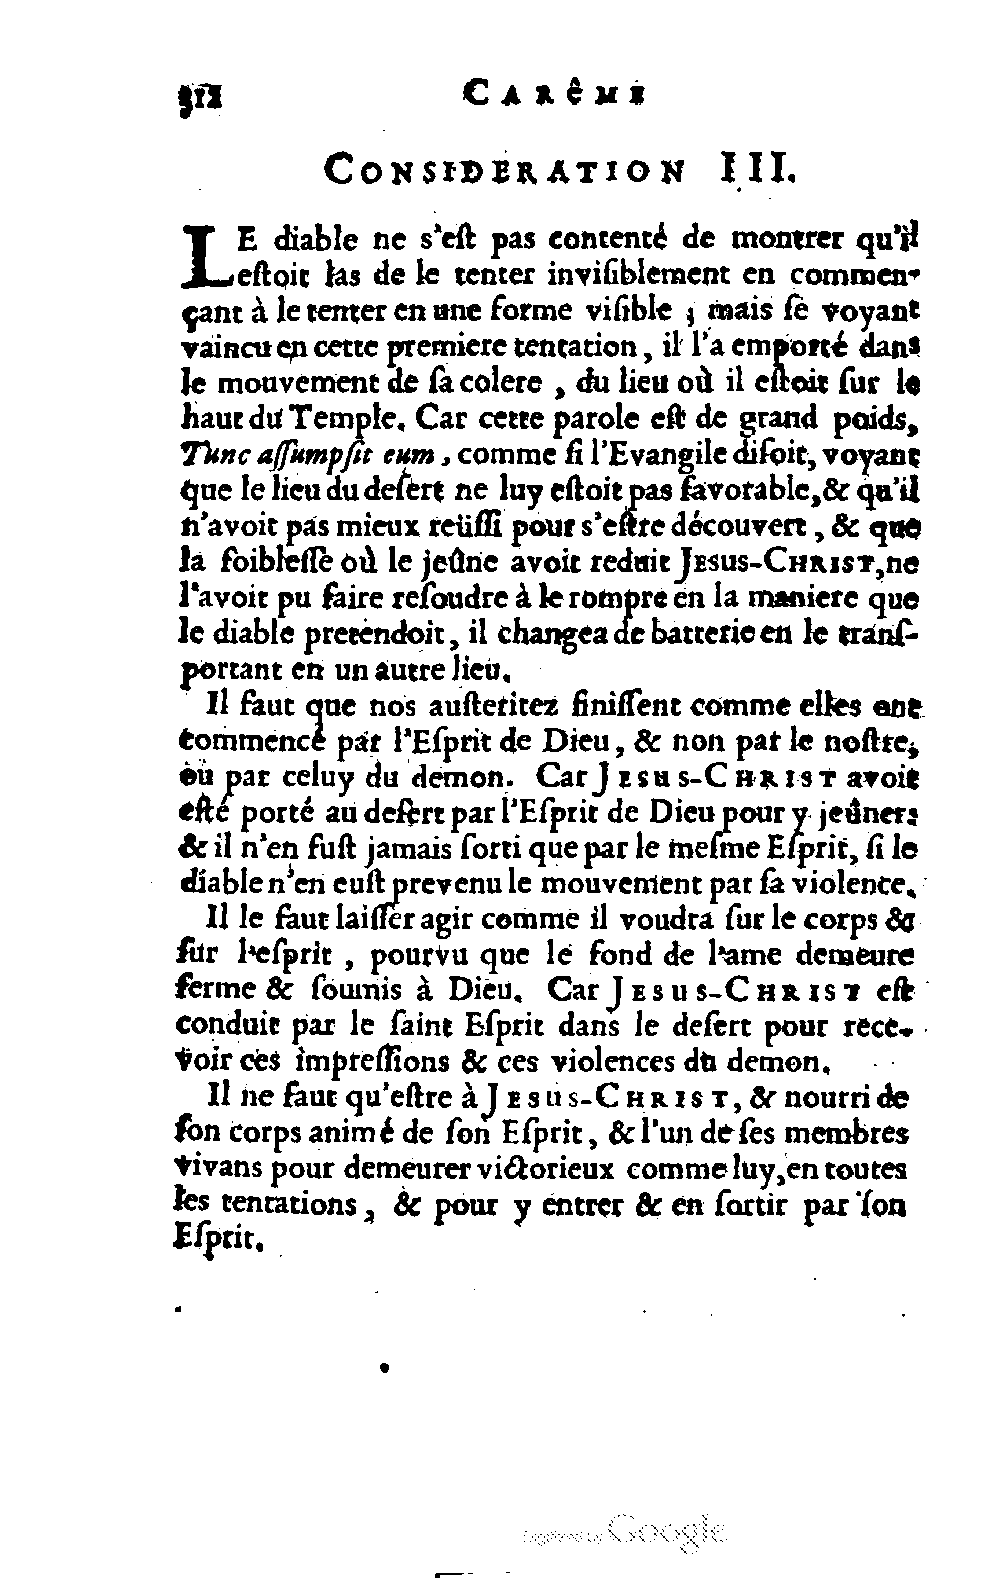 312 CARêME
CONSIDERATION III.
LE diable ne s'eſt pas contenté de montrer qu'il
eſtoit las de le tenter inviſiblement en commen-
çant à le tenter en une forme viſible ; mais ſe voyant
vaincu en cette premiere tentation, il l'a emporté dans
le mouvement de ſa colere, du lieu où il eſtoit ſur le
haut du Temple. Car cette parole eſt de grand poids,
Tunc aſſumpſit eum, comme ſi l'Evangile diſoit, voyant
que le lieu du deſert ne luy eſtoit pas favorable, & qu'il
n'avoit pas mieux reüſſi pour s'eſtre découvert, & que
la foibleſſe où le jeûne avoit reduit JESUS-CHRIST, ne
l'avoit pu faire reſoudre à le rompre en la maniere que
le diable pretendoit, il changea de batterie en le tranſ-
portant en un autre lieu.
Il faut que nos auſteritez finiſſent comme elles ont
commencé par l'Eſprit de Dieu, & non par le noſtre,
ou par celuy du demon. Car JESUS-CHRIST avoit
eſté porté au deſert par l'Eſprit de Dieu pour y jeûner:
& il n'en fuſt jamais ſorti que par le meſme Eſprit, ſi le
diable n'en euſt prevenu le mouvement par ſa violence.
Il le faut laiſſer agir comme il voudra ſur le corps &
ſur l'eſprit, pourvu que le fond de l'ame demeure
ferme & ſoumis à Dieu. Car JESUS-CHRIST eſt
conduit par le ſaint Eſprit dans le deſert pour rece-
voir ces impreſſions & ces violences du demon.
Il ne faut qu'eſtre à JESUS-CHRIST, & nourri de
ſon corps animé de ſon Eſprit, & l'un de ſes membres
vivans pour demeurer victorieux comme luy, en toutes
les tentations, & pour y entrer & en ſortir par ſon
Eſprit.
Digitized by Google